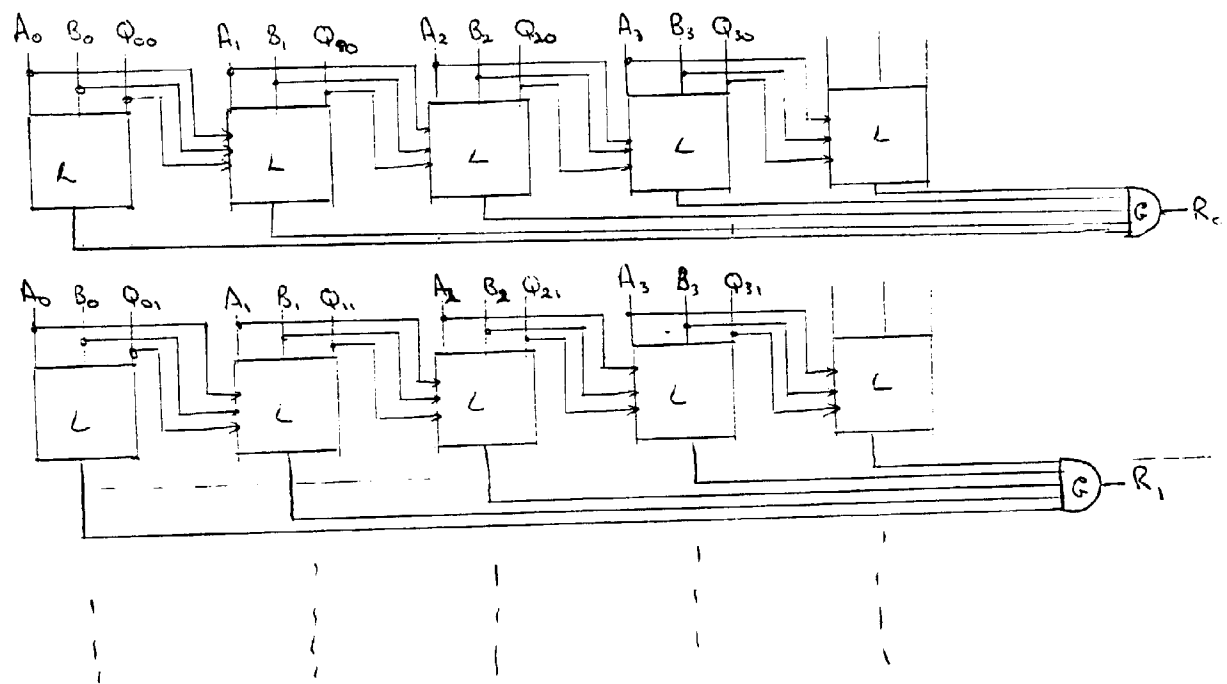 A₀ B₀ Q₀₀ A₁ B₁ Q₁₀ A₂ B₂ Q₂₀ A₃ B₃ Q₃₀
L L L L L
G R₀
A₀ B₀ Q₀₁ A₁ B₁ Q₁₁ A₂ B₂ Q₂₁ A₃ B₃ Q₃₁
L L L L L
G R₁